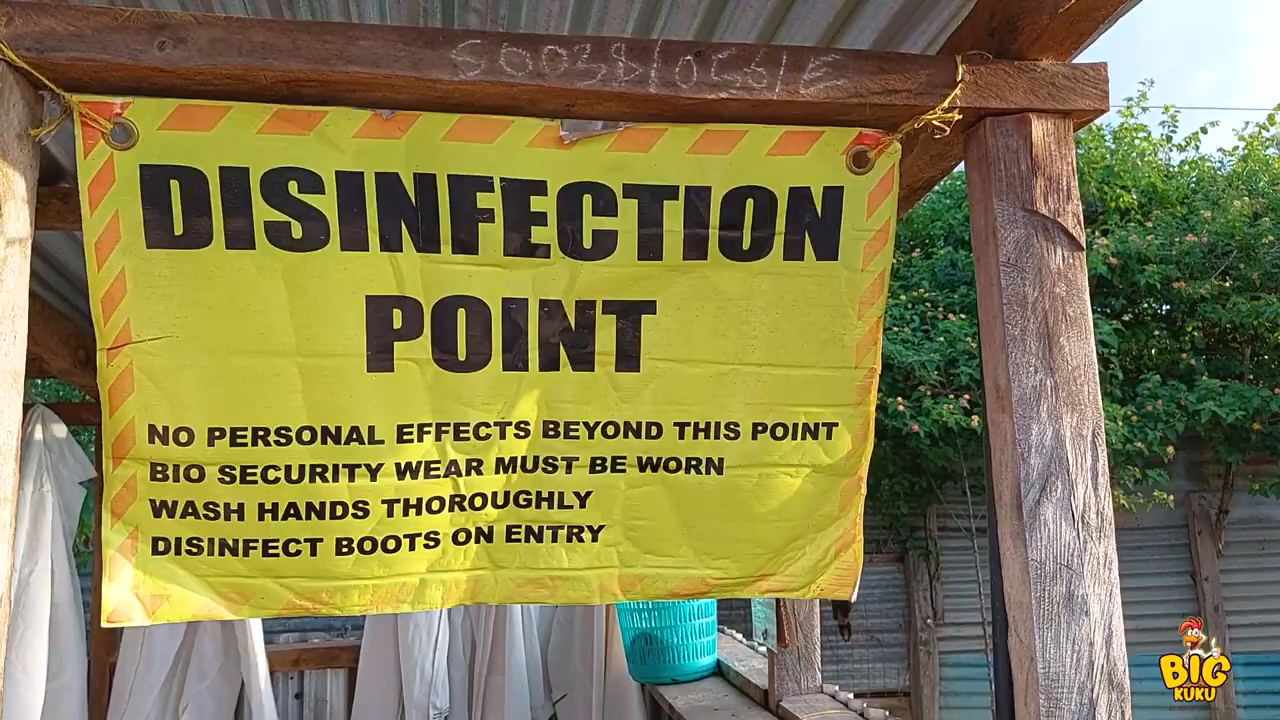 DISINFECTION
POINT
NO PERSONAL EFFECTS BEYOND THIS POINT
BIO SECURITY WEAR MUST BE WORN
WASH HANDS THOROUGHLY
DISINFECT BOOTS ON ENTRY
BIG
KUKU